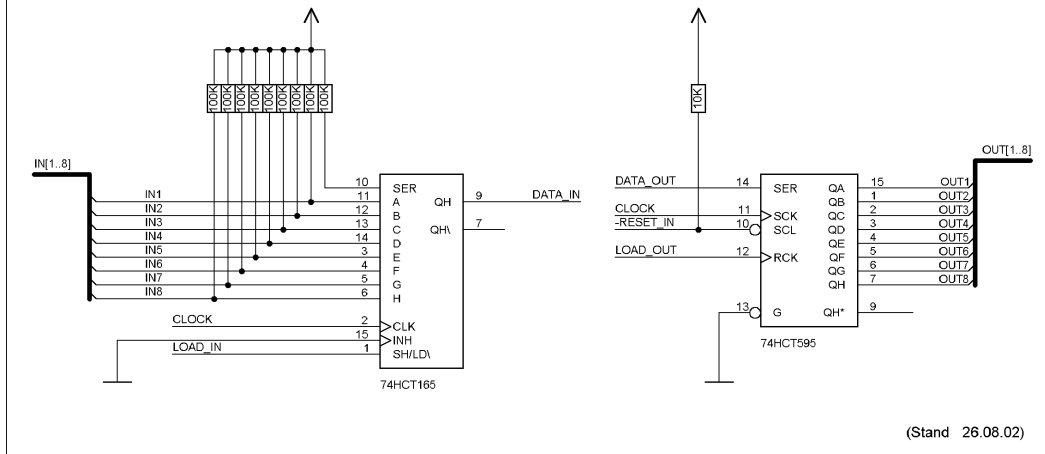 100K
100K
100K
100K
100K
100K
100K
100K
100K
10K
IN[1..8]
IN1
IN2
IN3
IN4
IN5
IN6
IN7
IN8
CLOCK
LOAD_IN
10
11
12
13
14
3
4
5
6
2
15
1
SER
A
B
C
D
E
F
G
H
CLK
INH
SH/LD\
QH
QH\
9
7
DATA_IN
74HCT165
DATA_OUT
CLOCK
-RESET_IN
LOAD_OUT
14
11
10
12
13
SER
SCK
SCL
RCK
G
QA
QB
QC
QD
QE
QF
QG
QH
QH*
15
1
2
3
4
5
6
7
9
OUT1
OUT2
OUT3
OUT4
OUT5
OUT6
OUT7
OUT8
OUT[1..8]
74HCT595
(Stand 26.08.02)